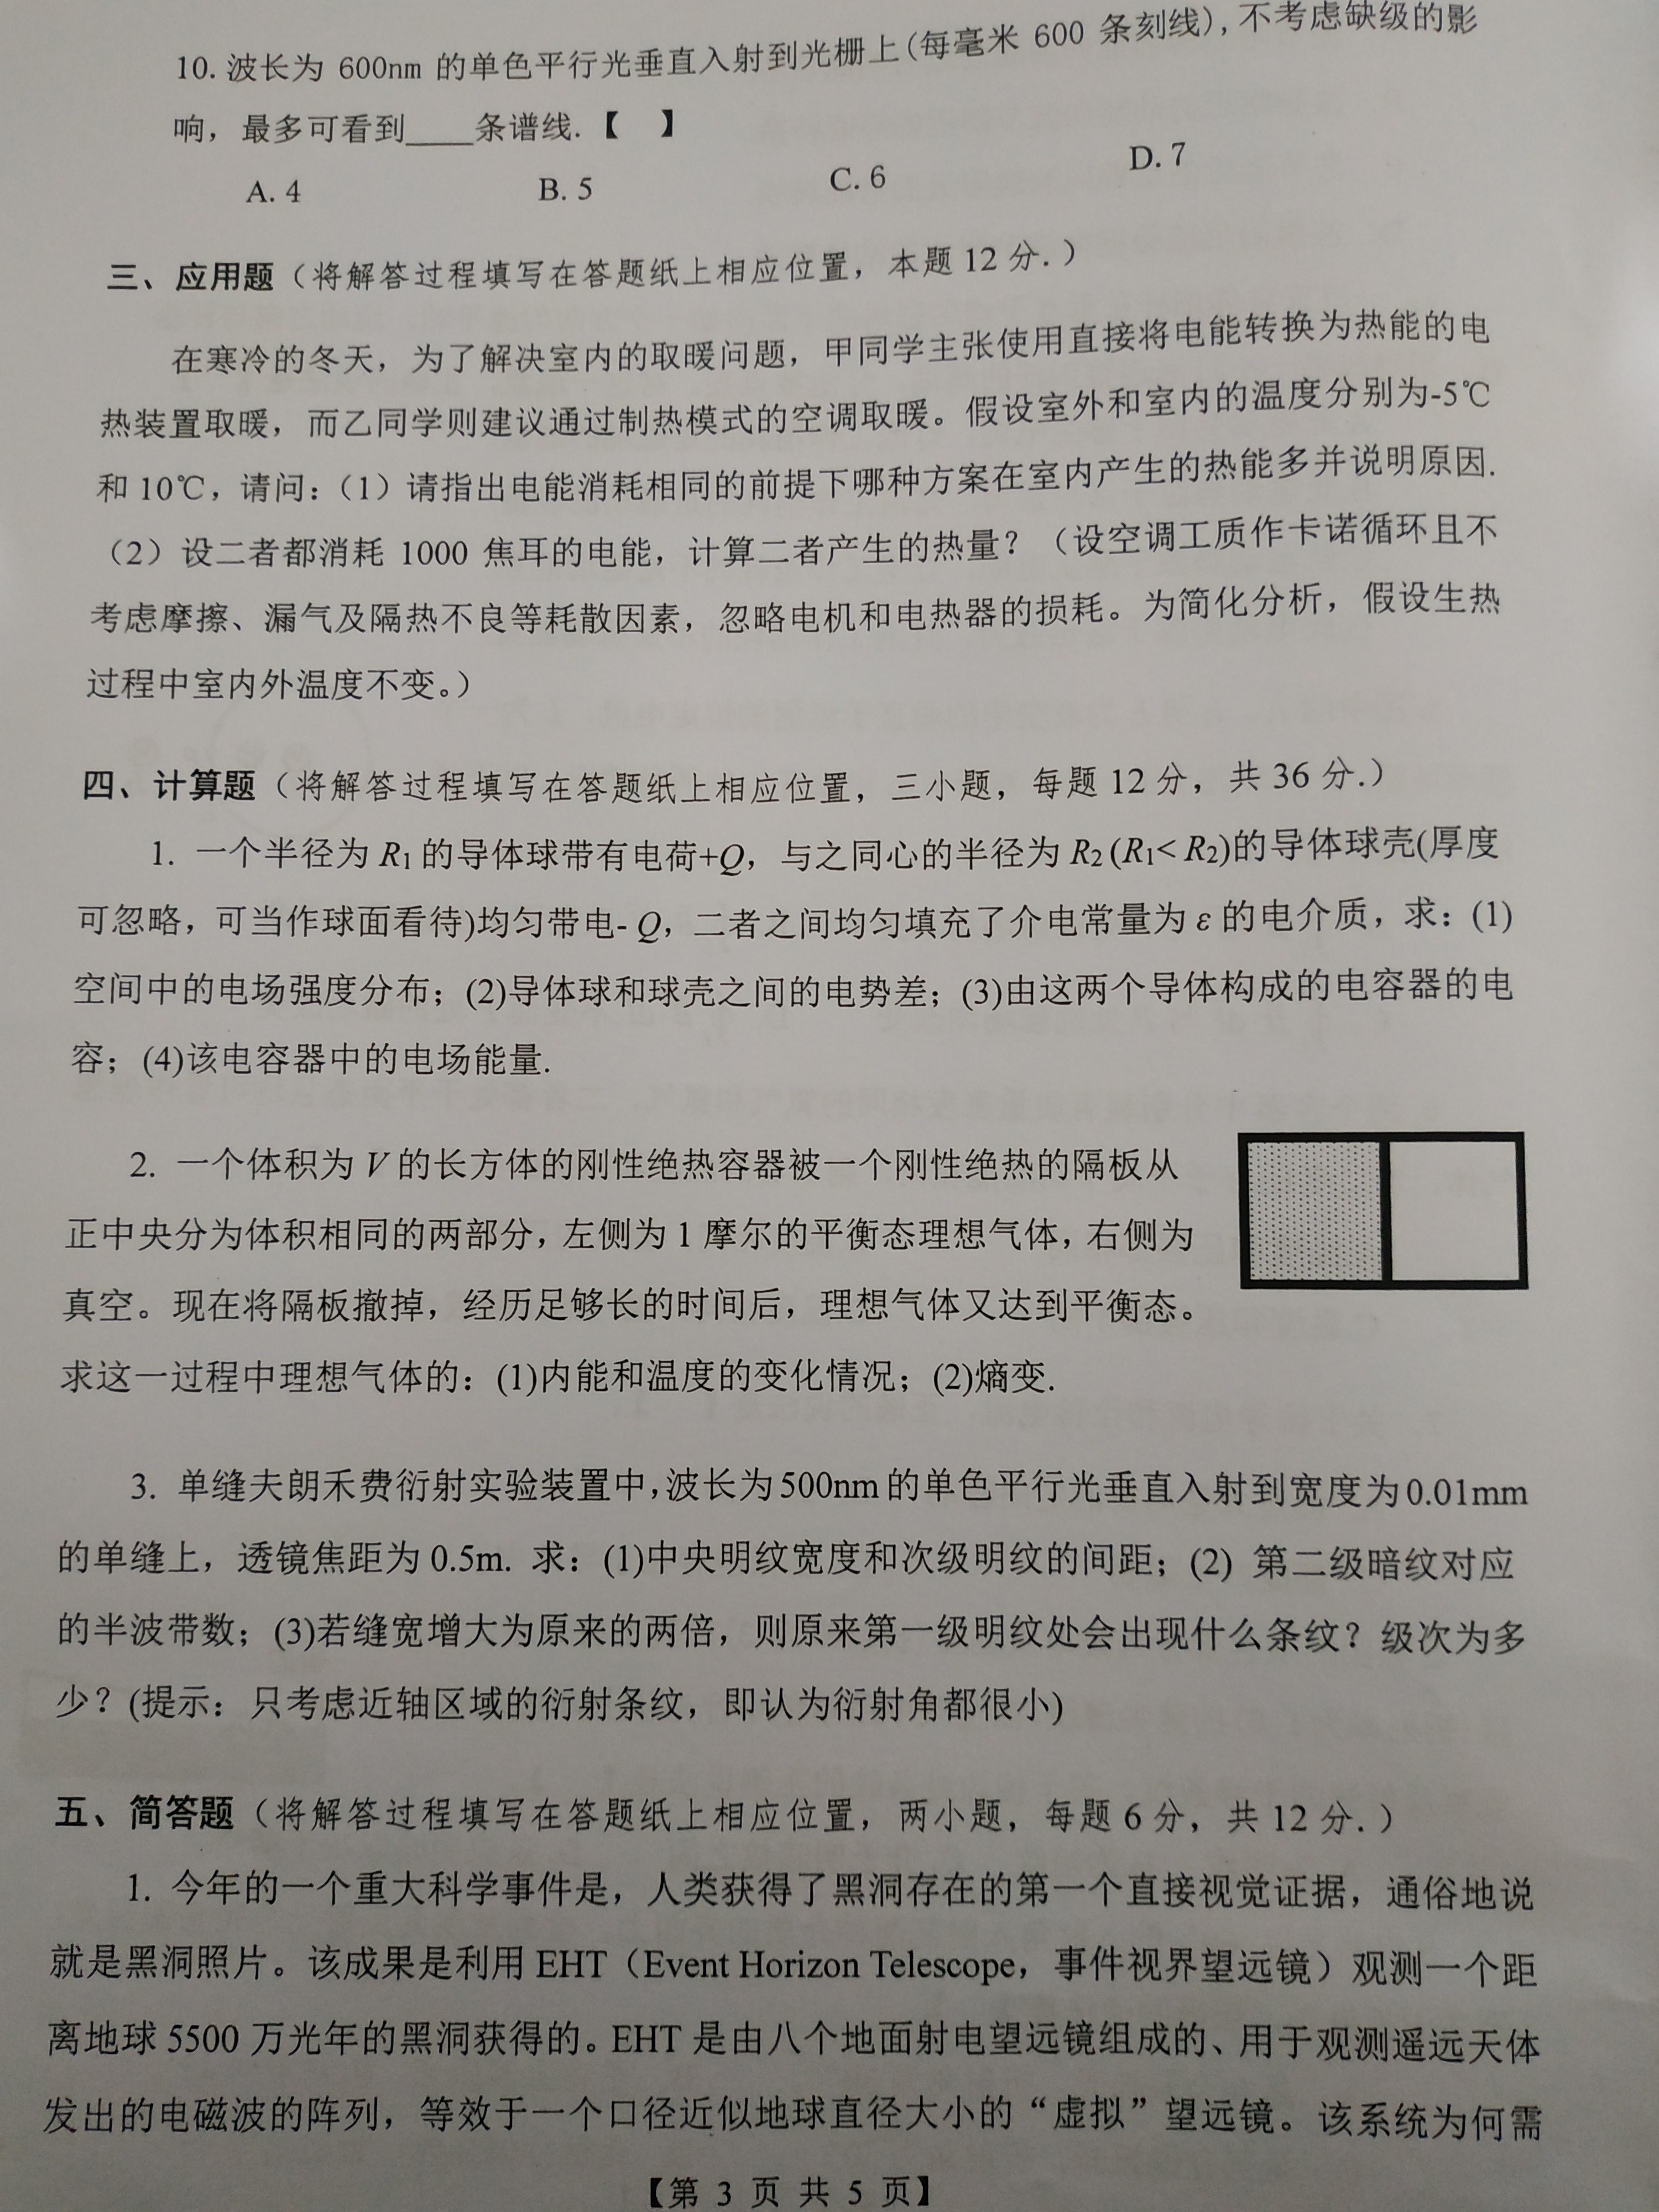 10. 波长为 600nm 的单色平行光垂直入射到光栅上(每毫米 600 条刻线), 不考虑缺级的影
响，最多可看到____条谱线.【 】
A. 4 B. 5 C. 6 D. 7
三、应用题（将解答过程填写在答题纸上相应位置，本题 12 分.）
在寒冷的冬天，为了解决室内的取暖问题，甲同学主张使用直接将电能转换为热能的电
热装置取暖，而乙同学则建议通过制热模式的空调取暖。假设室外和室内的温度分别为-5℃
和 10℃，请问：（1）请指出电能消耗相同的前提下哪种方案在室内产生的热能多并说明原因.
（2）设二者都消耗 1000 焦耳的电能，计算二者产生的热量？（设空调工质作卡诺循环且不
考虑摩擦、漏气及隔热不良等耗散因素，忽略电机和电热器的损耗。为简化分析，假设生热
过程中室内外温度不变。）
四、计算题（将解答过程填写在答题纸上相应位置，三小题，每题 12 分，共 36 分.）
1. 一个半径为 R₁ 的导体球带有电荷+Q，与之同心的半径为 R₂ (R₁< R₂)的导体球壳(厚度
可忽略，可当作球面看待)均匀带电- Q，二者之间均匀填充了介电常量为 ε 的电介质，求：(1)
空间中的电场强度分布；(2)导体球和球壳之间的电势差；(3)由这两个导体构成的电容器的电
容；(4)该电容器中的电场能量.
2. 一个体积为 V 的长方体的刚性绝热容器被一个刚性绝热的隔板从
正中央分为体积相同的两部分，左侧为 1 摩尔的平衡态理想气体，右侧为
真空。现在将隔板撤掉，经历足够长的时间后，理想气体又达到平衡态。
求这一过程中理想气体的：(1)内能和温度的变化情况；(2)熵变.
3. 单缝夫朗禾费衍射实验装置中，波长为500nm 的单色平行光垂直入射到宽度为0.01mm
的单缝上，透镜焦距为 0.5m. 求：(1)中央明纹宽度和次级明纹的间距；(2) 第二级暗纹对应
的半波带数；(3)若缝宽增大为原来的两倍，则原来第一级明纹处会出现什么条纹？级次为多
少？(提示：只考虑近轴区域的衍射条纹，即认为衍射角都很小)
五、简答题（将解答过程填写在答题纸上相应位置，两小题，每题 6 分，共 12 分.）
1. 今年的一个重大科学事件是，人类获得了黑洞存在的第一个直接视觉证据，通俗地说
就是黑洞照片。该成果是利用 EHT（Event Horizon Telescope，事件视界望远镜）观测一个距
离地球 5500 万光年的黑洞获得的。EHT 是由八个地面射电望远镜组成的、用于观测遥远天体
发出的电磁波的阵列，等效于一个口径近似地球直径大小的“虚拟”望远镜。该系统为何需
【第 3 页 共 5 页】